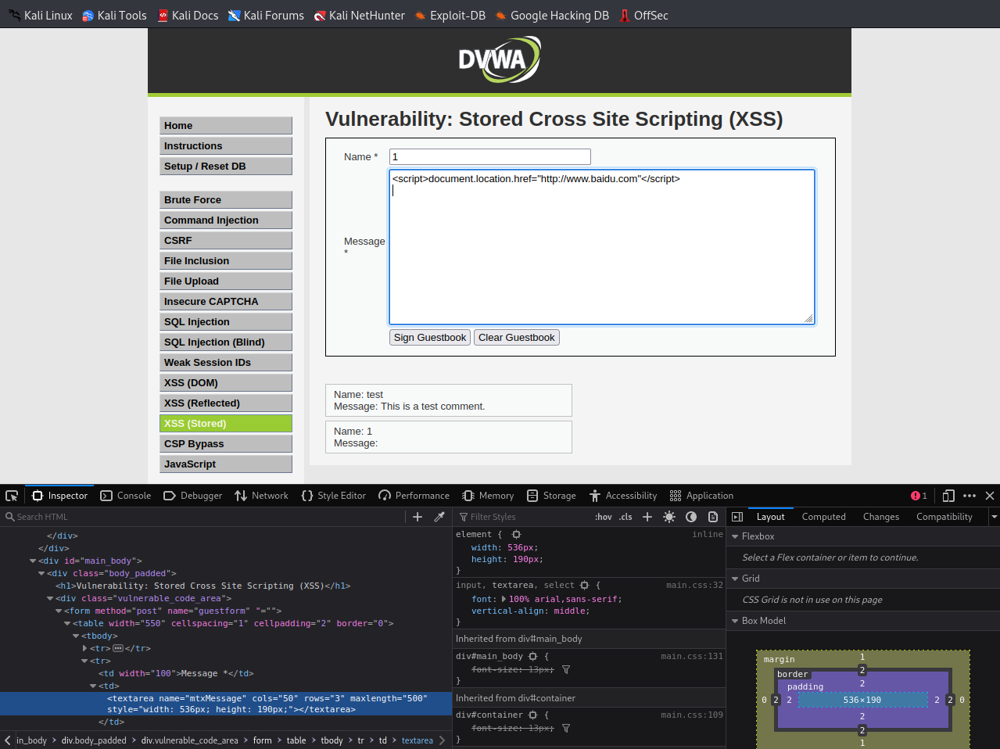 Kali Linux Kali Tools Kali Docs Kali Forums Kali NetHunter Exploit-DB Google Hacking DB OffSec
DVWA
Vulnerability: Stored Cross Site Scripting (XSS)
Home
Instructions
Setup / Reset DB
Brute Force
Command Injection
CSRF
File Inclusion
File Upload
Insecure CAPTCHA
SQL Injection
SQL Injection (Blind)
Weak Session IDs
XSS (DOM)
XSS (Reflected)
XSS (Stored)
CSP Bypass
JavaScript
Name * 1
Message *
<script>document.location.href="http://www.baidu.com"</script>
Sign Guestbook Clear Guestbook
Name: test
Message: This is a test comment.
Name: 1
Message:
Inspector Console Debugger Network Style Editor Performance Memory Storage Accessibility Application 1
Search HTML
</div>
</div>
<div id="main_body">
<div class="body_padded">
<h1>Vulnerability: Stored Cross Site Scripting (XSS)</h1>
<div class="vulnerable_code_area">
<form method="post" name="guestform" "="">
<table width="550" cellspacing="1" cellpadding="2" border="0">
<tbody>
<tr> </tr>
<tr>
<td width="100">Message *</td>
<td>
<textarea name="mtxMessage" cols="50" rows="3" maxlength="500"
style="width: 536px; height: 190px;"></textarea>
</td>
in_body div.body_padded div.vulnerable_code_area form table tbody tr td textarea
Filter Styles :hov .cls
element { inline
width: 536px;
height: 190px;
}
input, textarea, select { main.css:32
font: 100% arial,sans-serif;
vertical-align: middle;
}
Inherited from div#main_body
div#main_body { main.css:131
font-size: 13px;
}
Inherited from div#container
div#container { main.css:109
font-size: 13px;
}
Layout Computed Changes Compatibility
Flexbox
Select a Flex container or item to continue.
Grid
CSS Grid is not in use on this page
Box Model
margin 1
border 2
padding 2
0 2 2 536×190 2 2 0
2
2
1